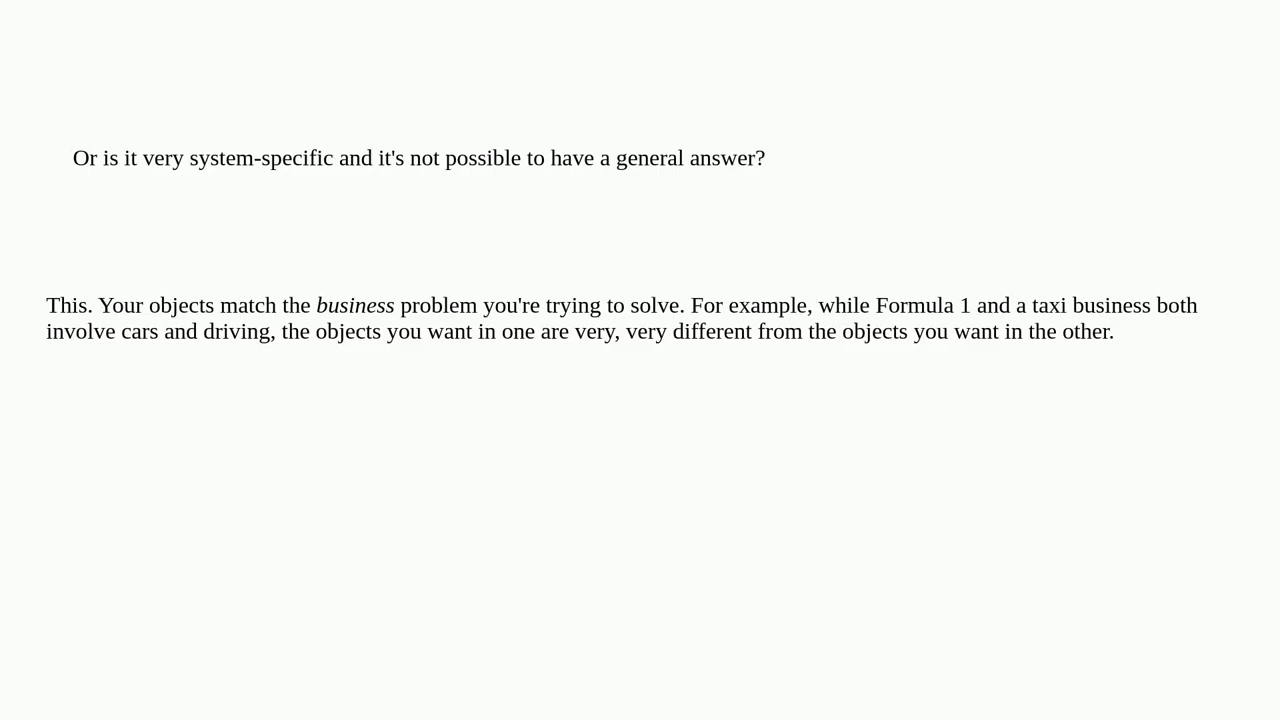 Or is it very system-specific and it's not possible to have a general answer?
This. Your objects match the business problem you're trying to solve. For example, while Formula 1 and a taxi business both
involve cars and driving, the objects you want in one are very, very different from the objects you want in the other.